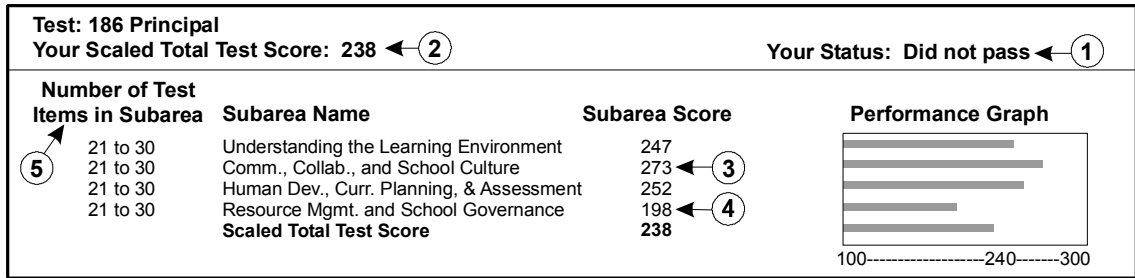 Test: 186 Principal
Your Scaled Total Test Score: 238 2
Your Status: Did not pass 1
Number of Test
Items in Subarea Subarea Name Subarea Score Performance Graph
5
21 to 30 Understanding the Learning Environment 247
21 to 30 Comm., Collab., and School Culture 273 3
21 to 30 Human Dev., Curr. Planning, & Assessment 252
21 to 30 Resource Mgmt. and School Governance 198 4
Scaled Total Test Score 238
100-------------------240-------300